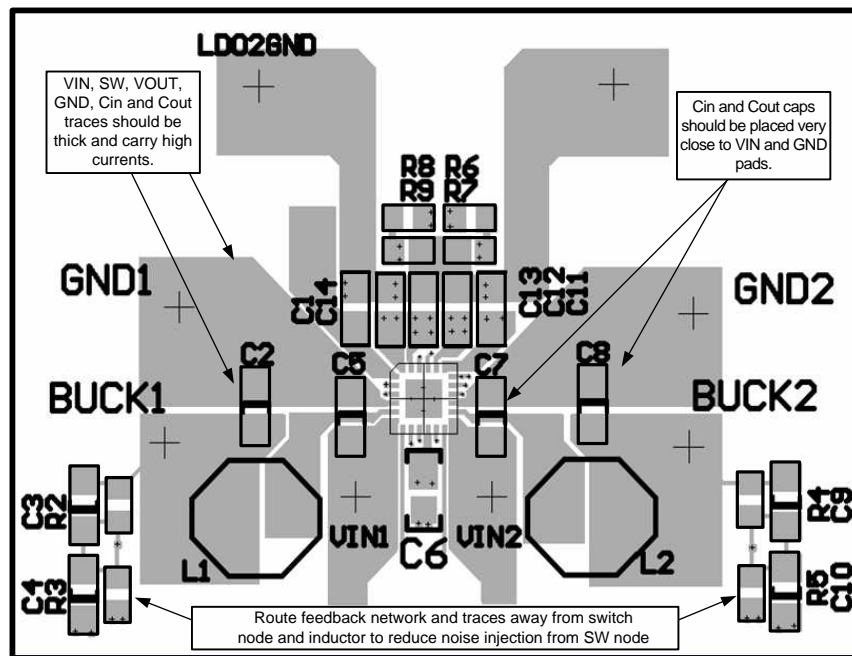 LDO2GND
VIN, SW, VOUT,
GND, Cin and Cout
traces should be
thick and carry high
currents.
Cin and Cout caps
should be placed very
close to VIN and GND
pads.
R8
R6
R9
R7
GND1
C1
C14
C13
C12
C11
GND2
C2
C5
C7
C8
BUCK1
BUCK2
C3
R2
R4
C9
VIN1
VIN2
C6
L1
L2
C4
R3
R5
C10
Route feedback network and traces away from switch
node and inductor to reduce noise injection from SW node